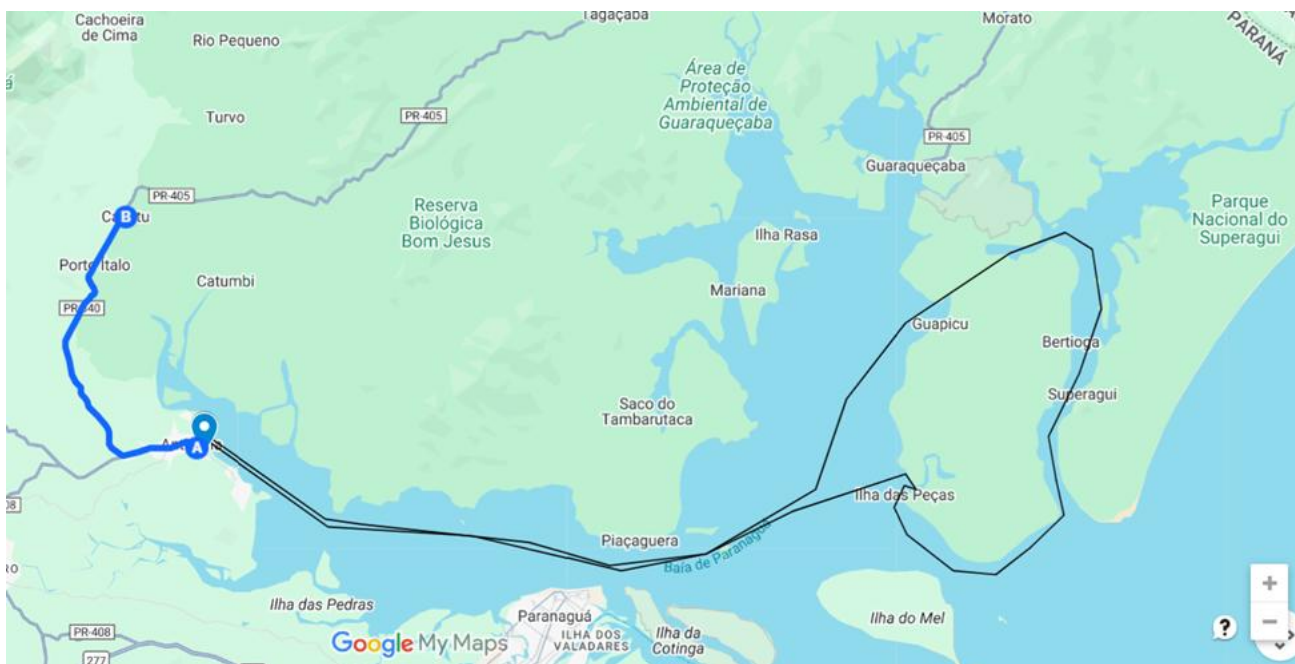 Cachoeira
de Cima
Rio Pequeno
Tagaçaba
Morato
PARANÁ
Área de
Proteção
Ambiental de
Guaraqueçaba
Turvo
PR-405
PR-405
Guaraqueçaba
PR-405
B
Reserva
Biológica
Bom Jesus
Parque
Nacional do
Superagui
Ilha Rasa
Porto Italo
Catumbi
Mariana
Guapicu
Bertioga
Superagui
Saco do
Tambarutaca
A
Ilha das Peças
Piaçaguera
Baía de Paranaguá
Ilha das Pedras
Paranaguá
ILHA DOS
VALADARES
Ilha da
Cotinga
Ilha do Mel
PR-408
277
Google My Maps
+
−
?